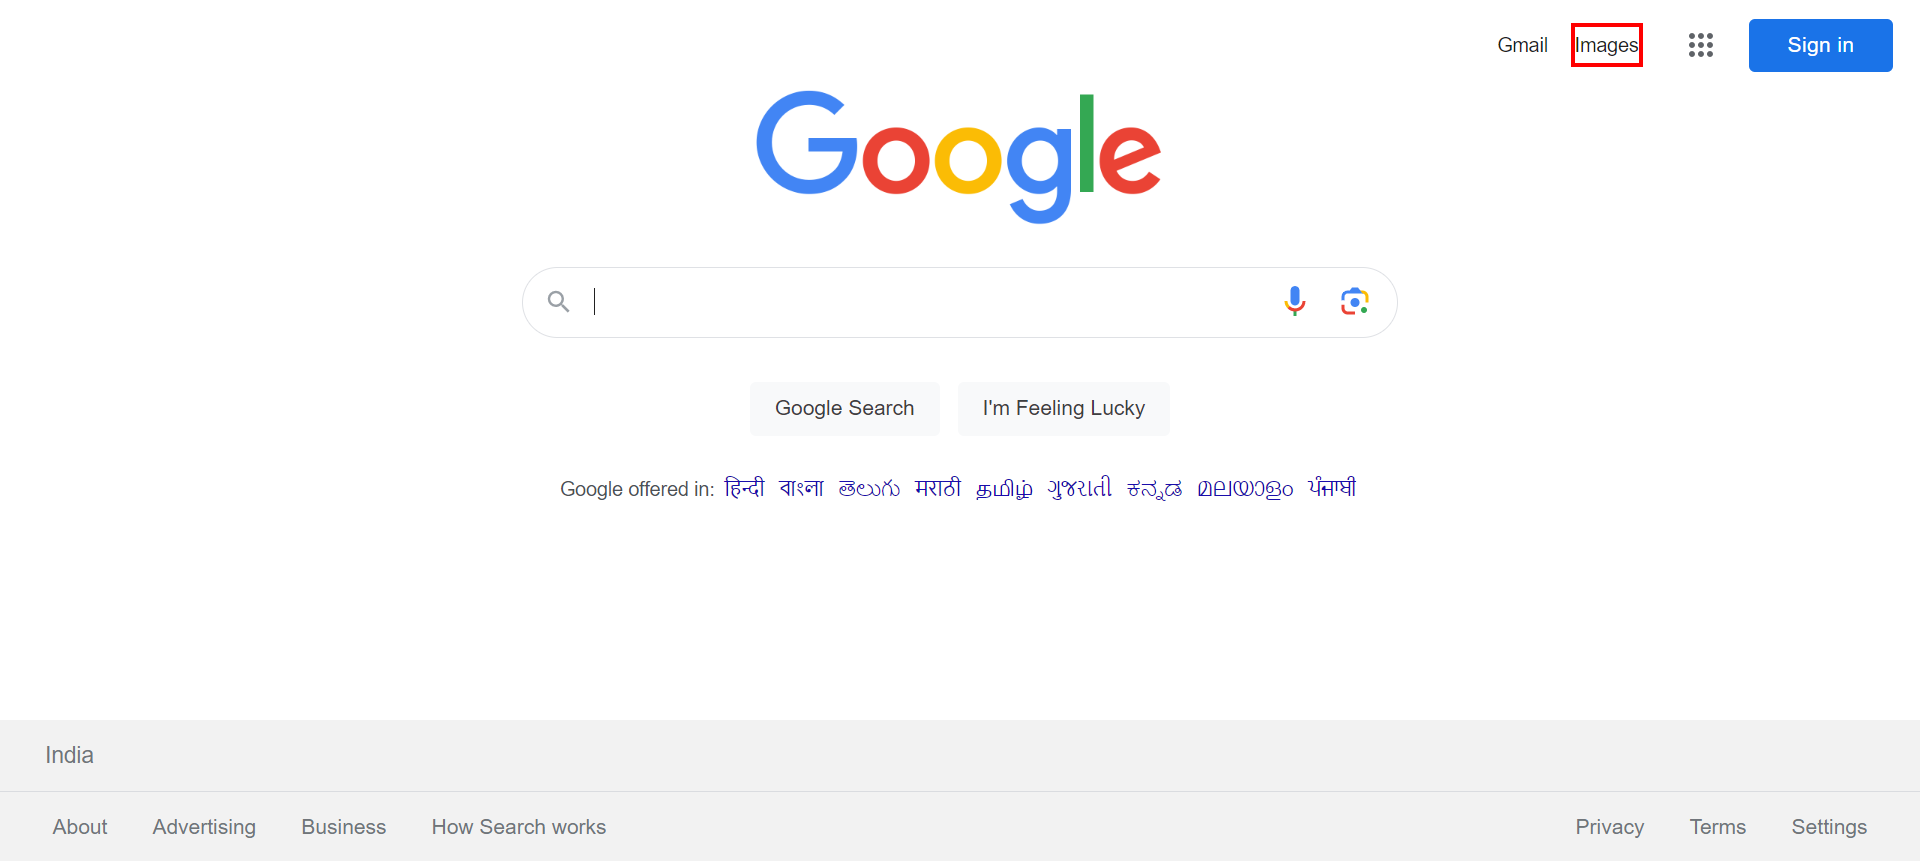 Gmail Images Sign in
Google
Google Search I'm Feeling Lucky
Google offered in: हिन्दी বাংলা తెలుగు मराठी தமிழ் ગુજરાતી ಕನ್ನಡ മലയാളം ਪੰਜਾਬੀ
India
About Advertising Business How Search works Privacy Terms Settings